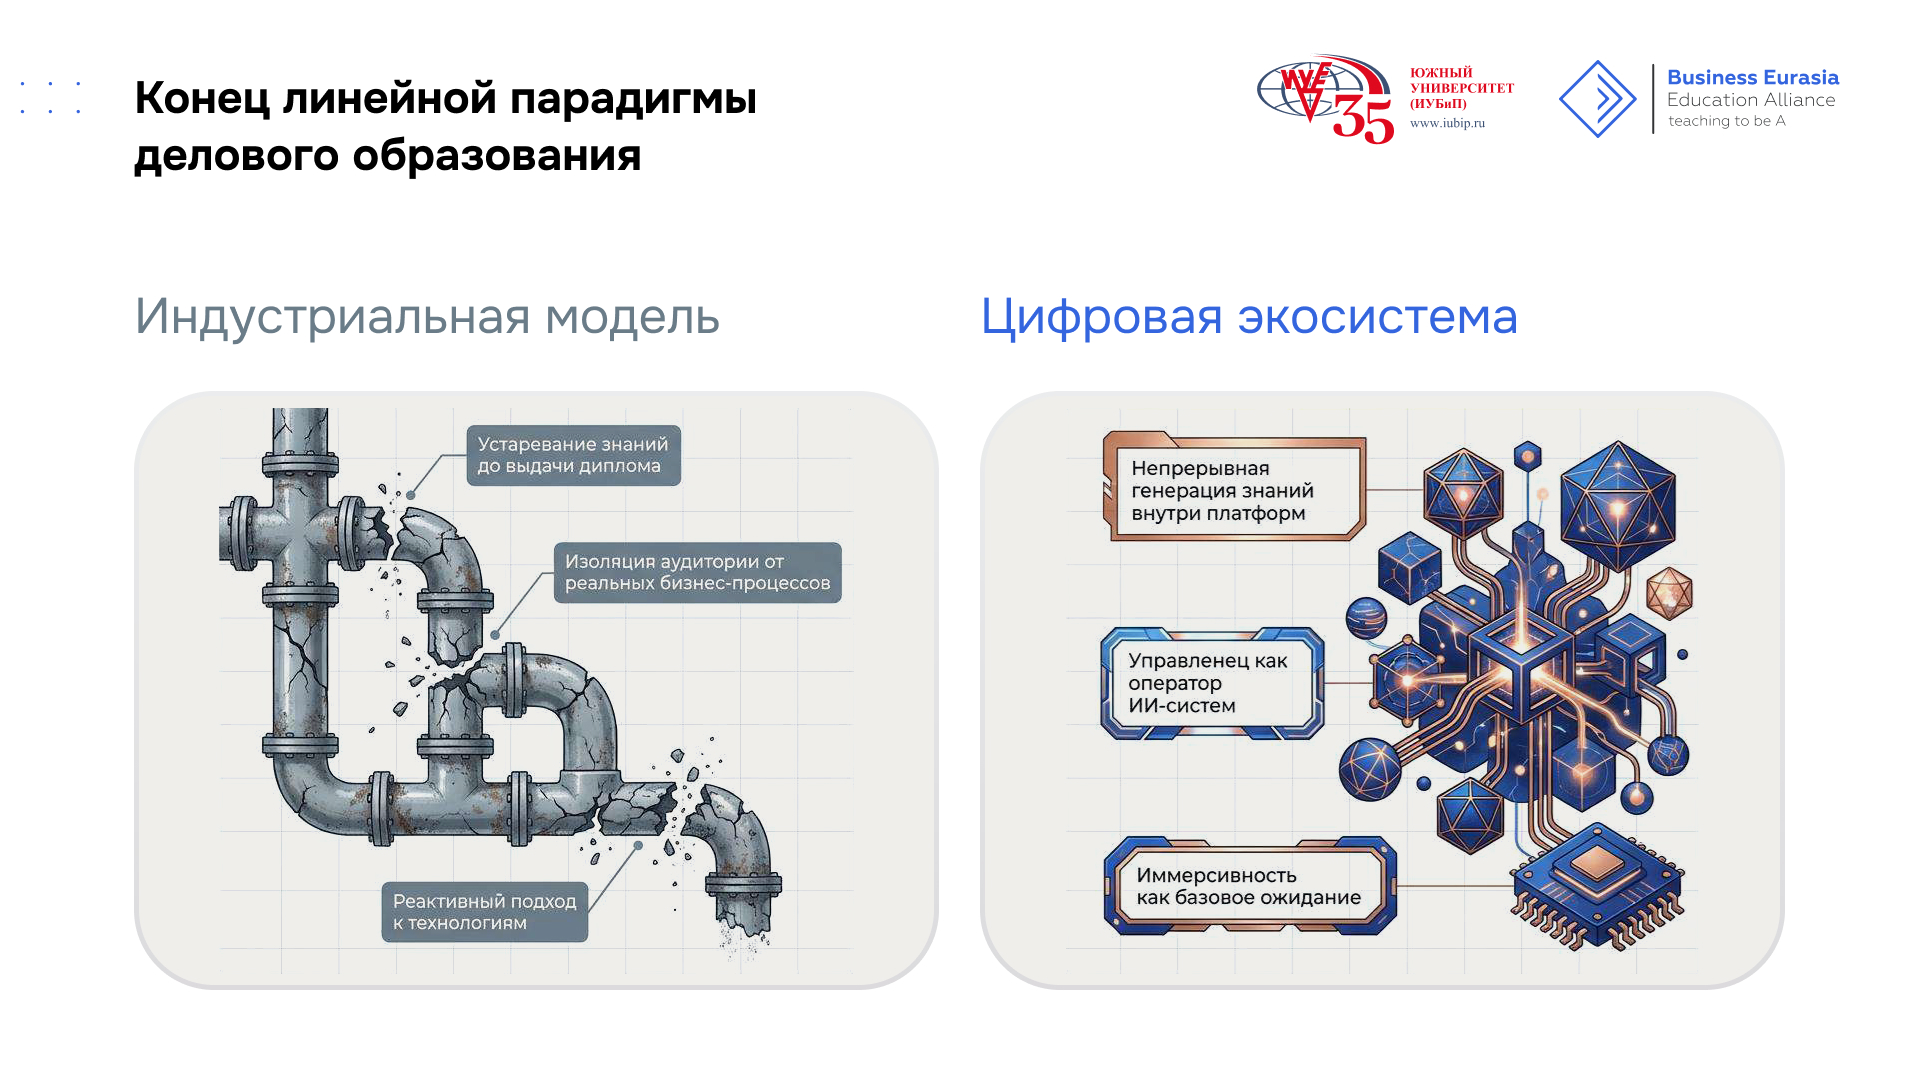 Конец линейной парадигмы
делового образования
35
ЮЖНЫЙ
УНИВЕРСИТЕТ
(ИУБиП)
www.iubip.ru
Business Eurasia
Education Alliance
teaching to be A
Индустриальная модель
Устаревание знаний
до выдачи диплома
Изоляция аудитории от
реальных бизнес-процессов
Реактивный подход
к технологиям
Цифровая экосистема
Непрерывная
генерация знаний
внутри платформ
Управленец как
оператор
ИИ-систем
Иммерсивность
как базовое ожидание